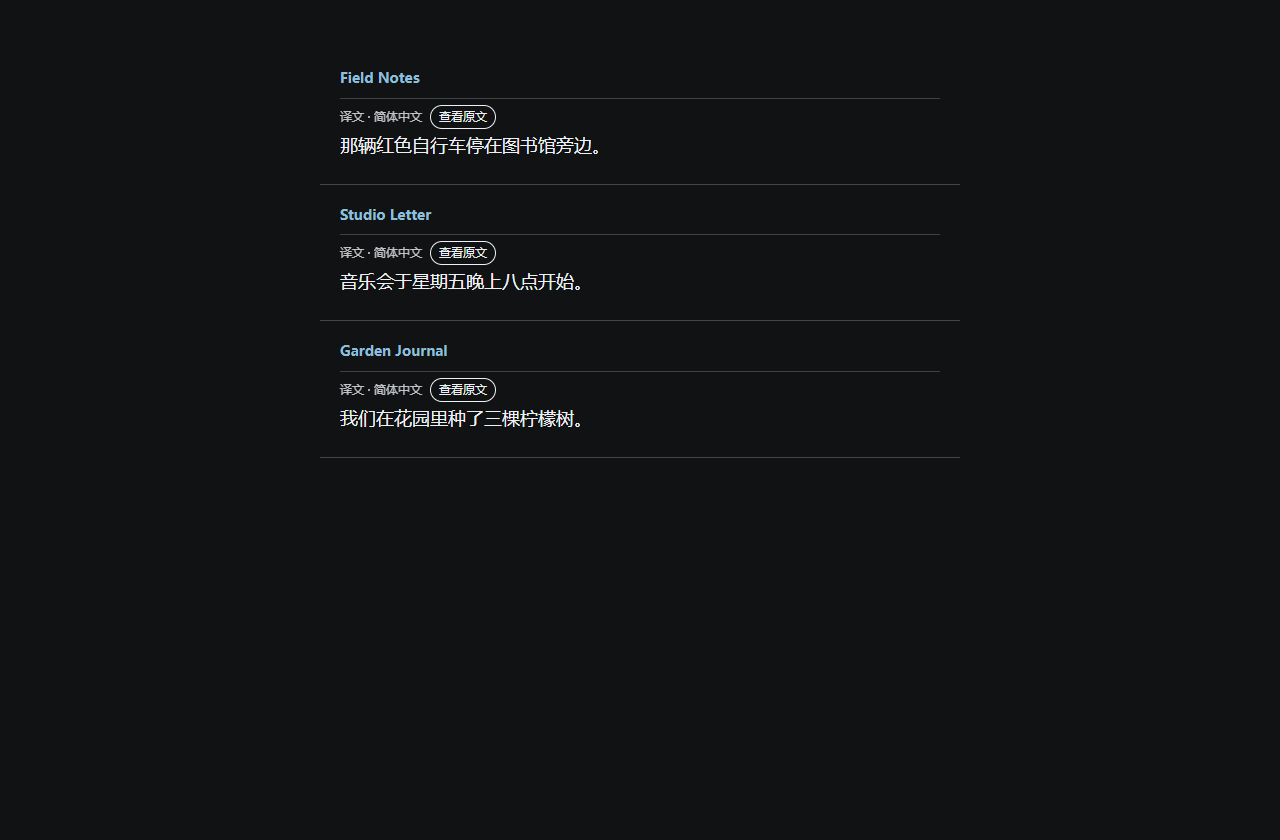 Field Notes
译文 · 简体中文 查看原文
那辆红色自行车停在图书馆旁边。
Studio Letter
译文 · 简体中文 查看原文
音乐会于星期五晚上八点开始。
Garden Journal
译文 · 简体中文 查看原文
我们在花园里种了三棵柠檬树。